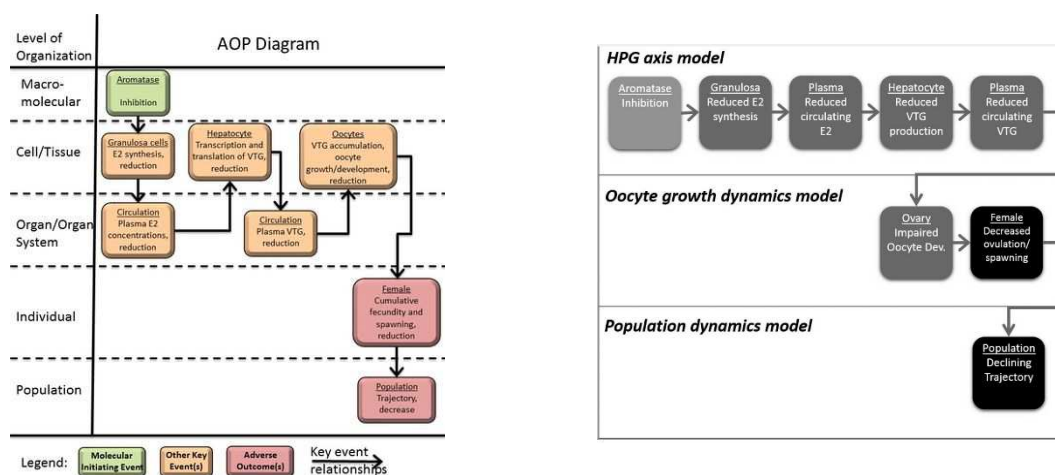 Level of
Organization
AOP Diagram
Macro-
molecular
Aromatase
Inhibition
Cell/Tissue
Granulosa cells
E2 synthesis,
reduction
Hepatocyte
Transcription and
translation of VTG,
reduction
Oocytes
VTG accumulation,
oocyte
growth/development,
reduction
Organ/Organ
System
Circulation
Plasma E2
concentrations,
reduction
Circulation
Plasma VTG,
reduction
Individual
Female
Cumulative
fecundity and
spawning,
reduction
Population
Population
Trajectory,
decrease
Legend:
Molecular
Initiating Event
Other Key
Event(s)
Adverse
Outcome(s)
Key event
relationships
HPG axis model
Aromatase
Inhibition
Granulosa
Reduced E2
synthesis
Plasma
Reduced
circulating
E2
Hepatocyte
Reduced
VTG
production
Plasma
Reduced
circulating
VTG
Oocyte growth dynamics model
Ovary
Impaired
Oocyte Dev.
Female
Decreased
ovulation/
spawning
Population dynamics model
Population
Declining
Trajectory